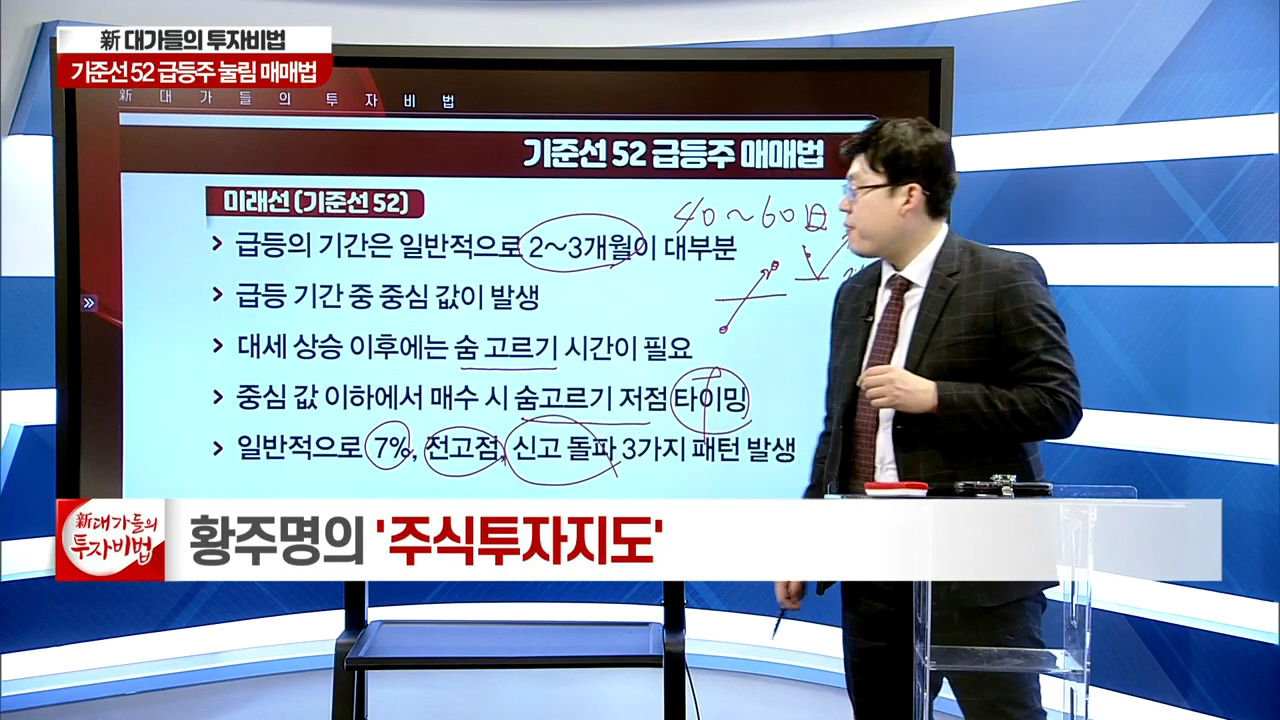 新 대가들의 투자비법
기준선 52 급등주 눌림 매매법
新 대 가 들 의 투 자 비 법
기준선 52 급등주 매매법
미래선 (기준선 52)
40~60日
› 급등의 기간은 일반적으로 2~3개월이 대부분
› 급등 기간 중 중심 값이 발생
› 대세 상승 이후에는 숨 고르기 시간이 필요
› 중심 값 이하에서 매수 시 숨고르기 저점 타이밍
› 일반적으로 7%, 전고점, 신고 돌파 3가지 패턴 발생
新대가들의
투자비법
황주명의 '주식투자지도'